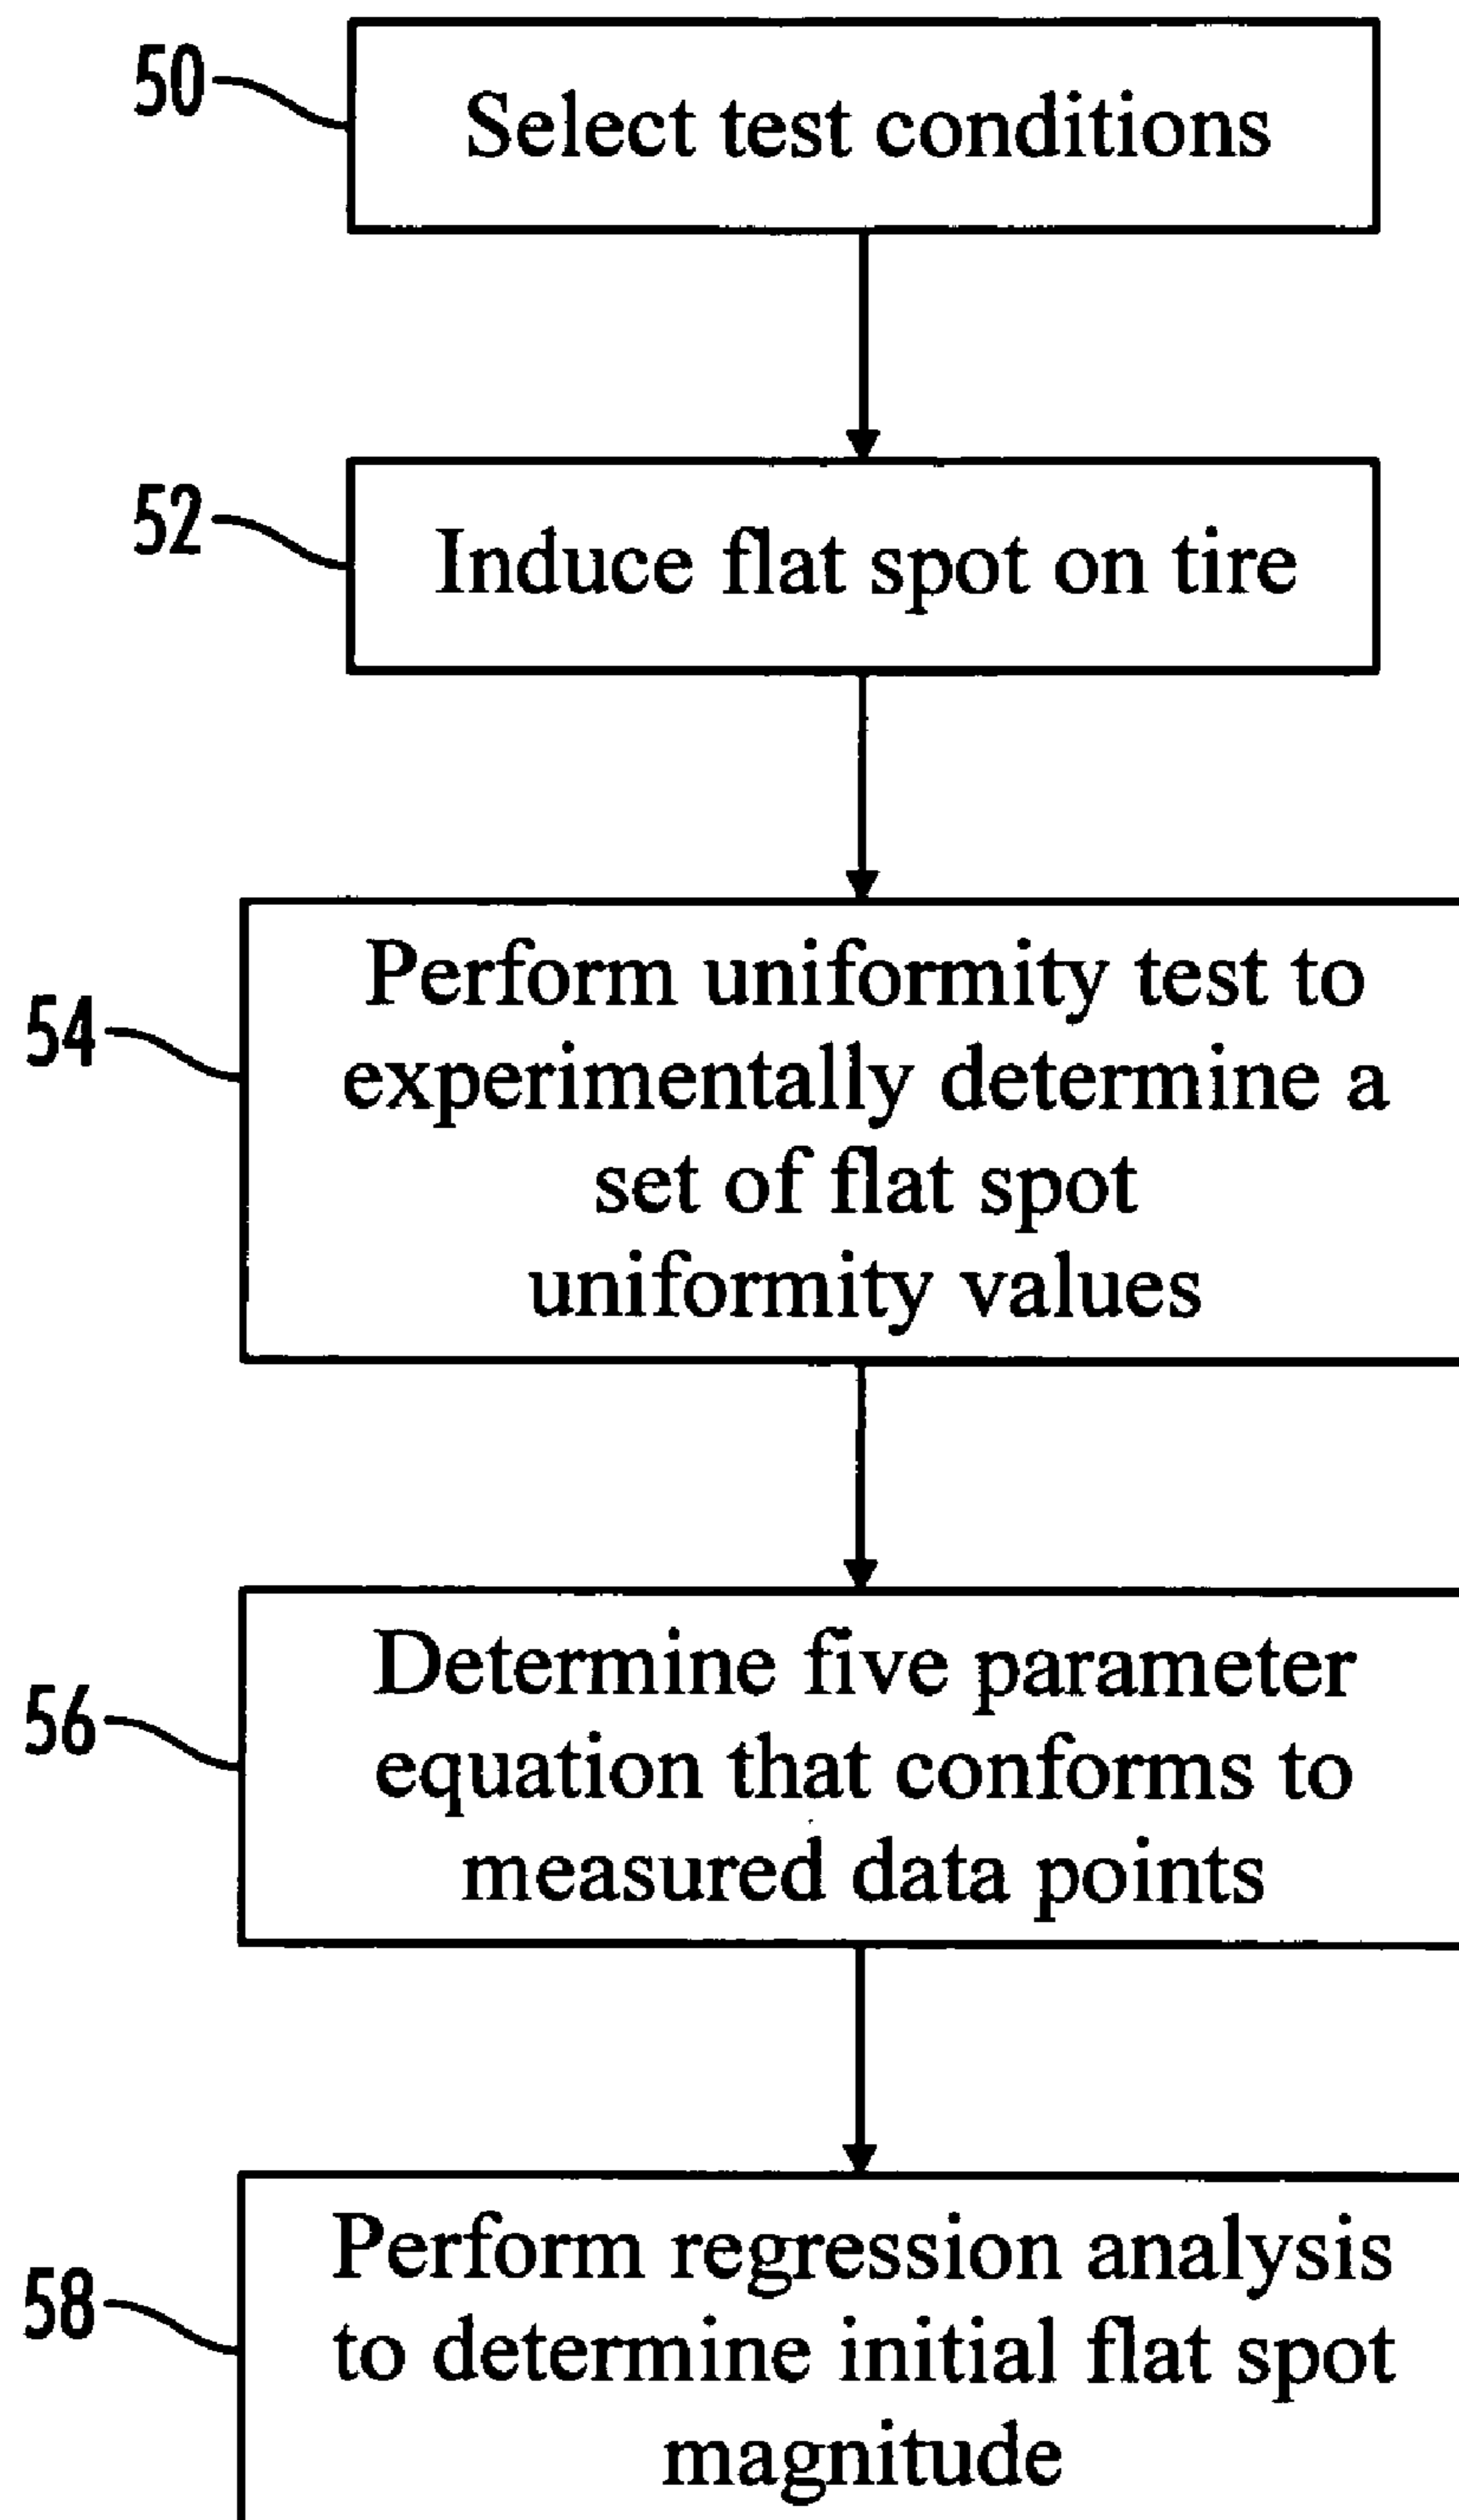 50
Select test conditions
52
Induce flat spot on tire
54
Perform uniformity test to
experimentally determine a
set of flat spot
uniformity values
56
Determine five parameter
equation that conforms to
measured data points
58
Perform regression analysis
to determine initial flat spot
magnitude